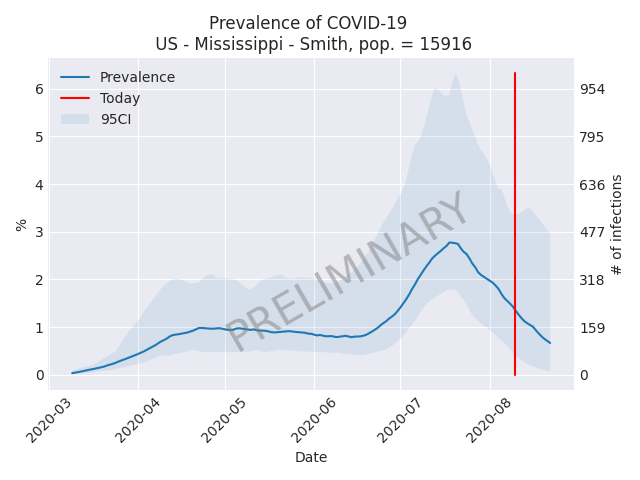 Prevalence of COVID-19
US - Mississippi - Smith, pop. = 15916
Prevalence
Today
95CI
PRELIMINARY
%
6
5
4
3
2
1
0
954
795
636
477
318
159
0
# of infections
2020-03
2020-04
2020-05
2020-06
2020-07
2020-08
Date